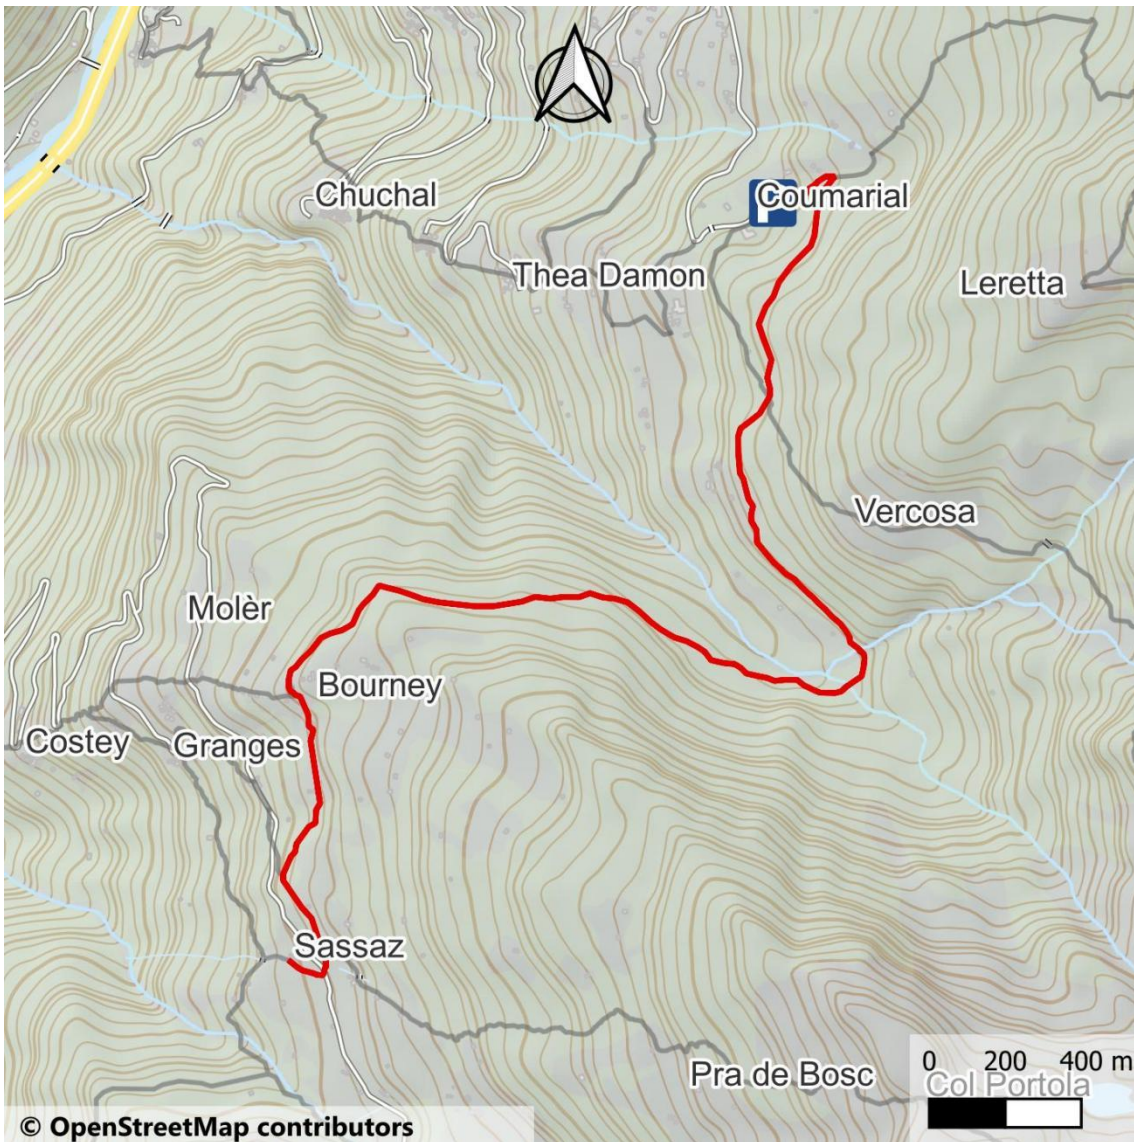 Chuchal
P
Coumarial
Thea Damon
Leretta
Vercosa
Molèr
Bourney
Costey
Granges
Sassaz
Pra de Bosc
0 200 400 m
Col Portola
© OpenStreetMap contributors